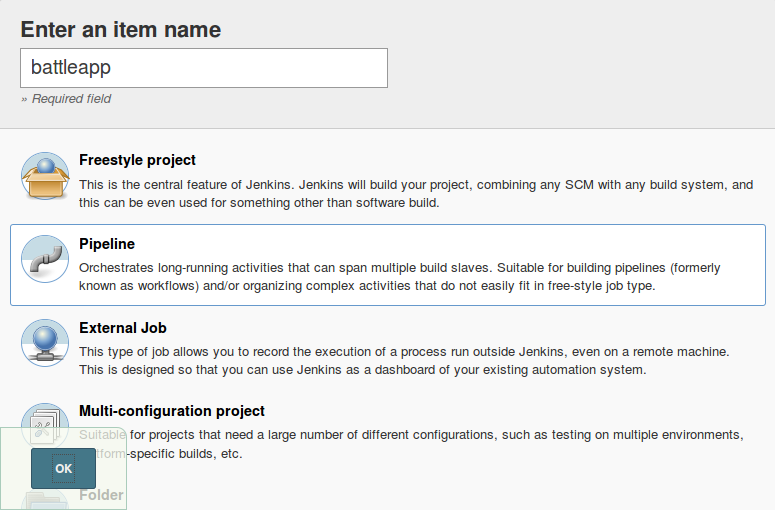 Enter an item name
battleapp
» Required field
Freestyle project
This is the central feature of Jenkins. Jenkins will build your project, combining any SCM with any build system, and
this can be even used for something other than software build.
Pipeline
Orchestrates long-running activities that can span multiple build slaves. Suitable for building pipelines (formerly
known as workflows) and/or organizing complex activities that do not easily fit in free-style job type.
External Job
This type of job allows you to record the execution of a process run outside Jenkins, even on a remote machine.
This is designed so that you can use Jenkins as a dashboard of your existing automation system.
Multi-configuration project
Suitable for projects that need a large number of different configurations, such as testing on multiple environments,
tform-specific builds, etc.
OK
Folder